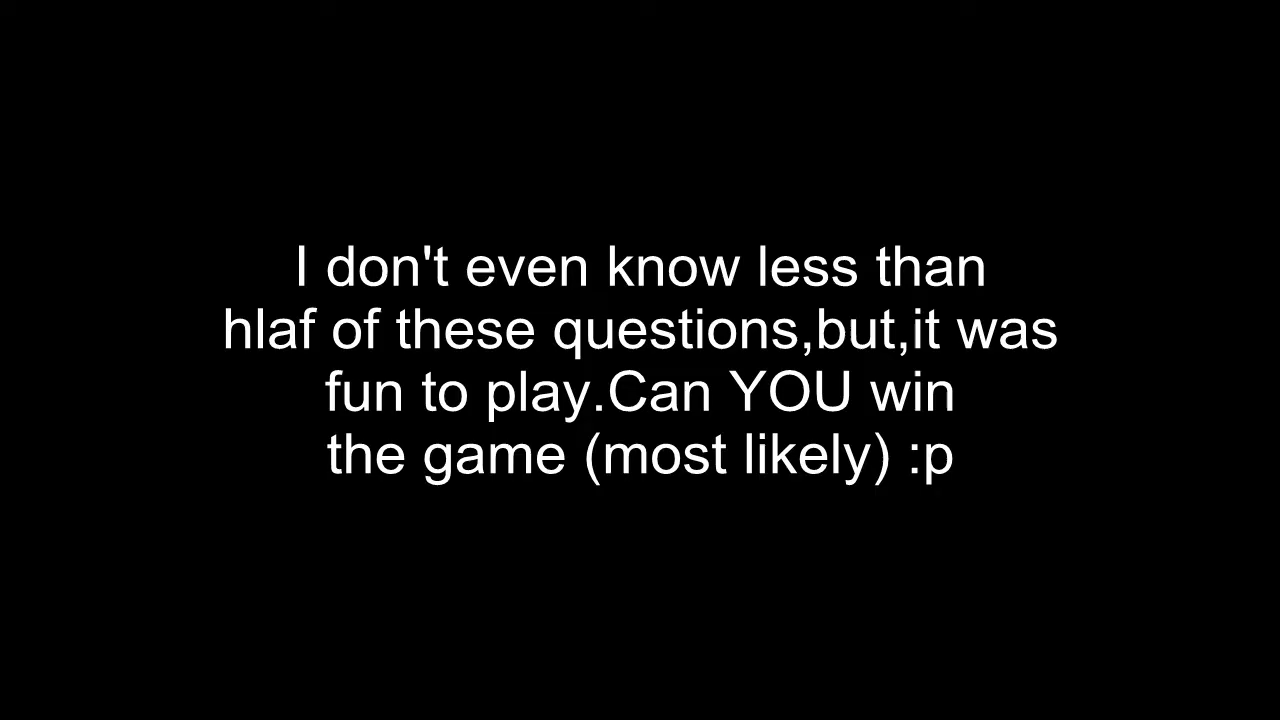 I don't even know less than
hlaf of these questions,but,it was
fun to play.Can YOU win
the game (most likely) :p